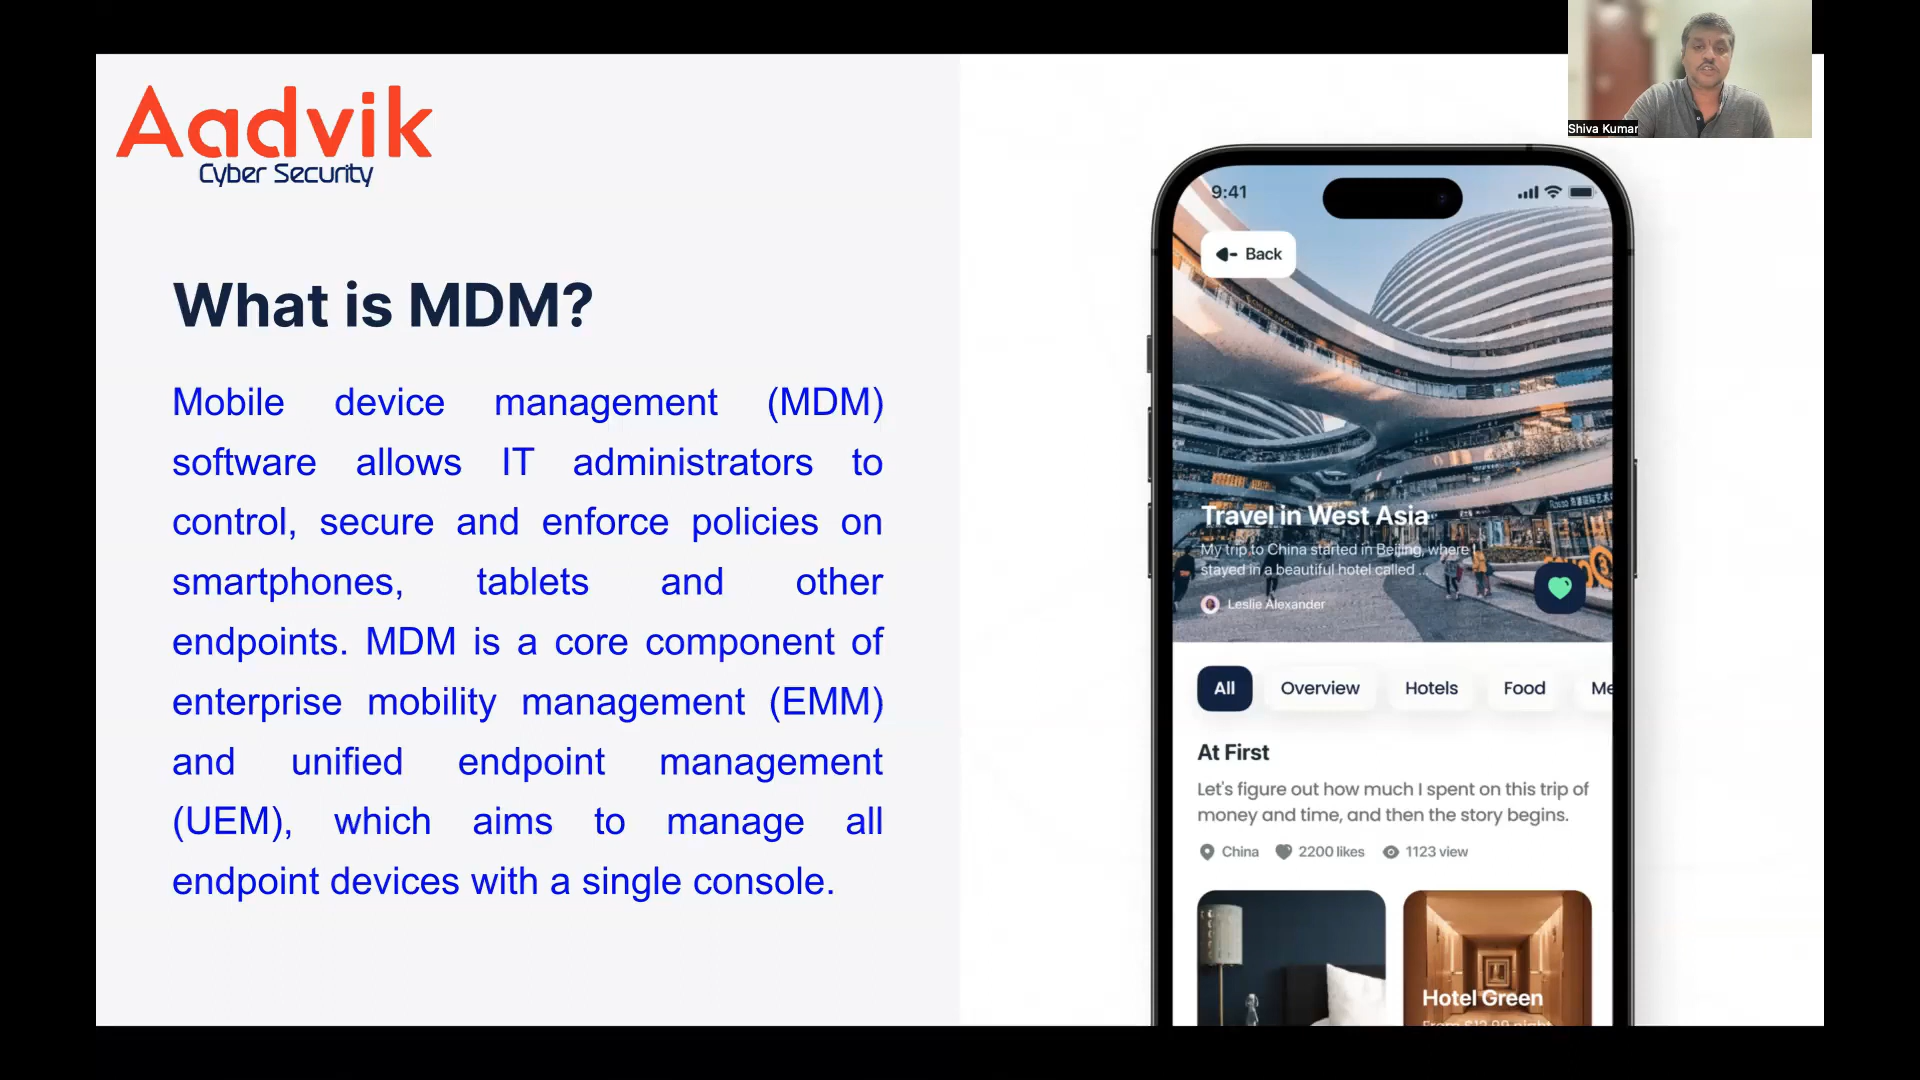 Aadvik
Cyber Security
What is MDM?
Mobile device management (MDM)
software allows IT administrators to
control, secure and enforce policies on
smartphones, tablets and other
endpoints. MDM is a core component of
enterprise mobility management (EMM)
and unified endpoint management
(UEM), which aims to manage all
endpoint devices with a single console.
Shiva Kumar
9:41
Back
Travel in West Asia
My trip to China started in Beijing, where I
stayed in a beautiful hotel called ...
Leslie Alexander
All Overview Hotels Food Me
At First
Let's figure out how much I spent on this trip of
money and time, and then the story begins.
China 2200 likes 1123 view
Hotel Green